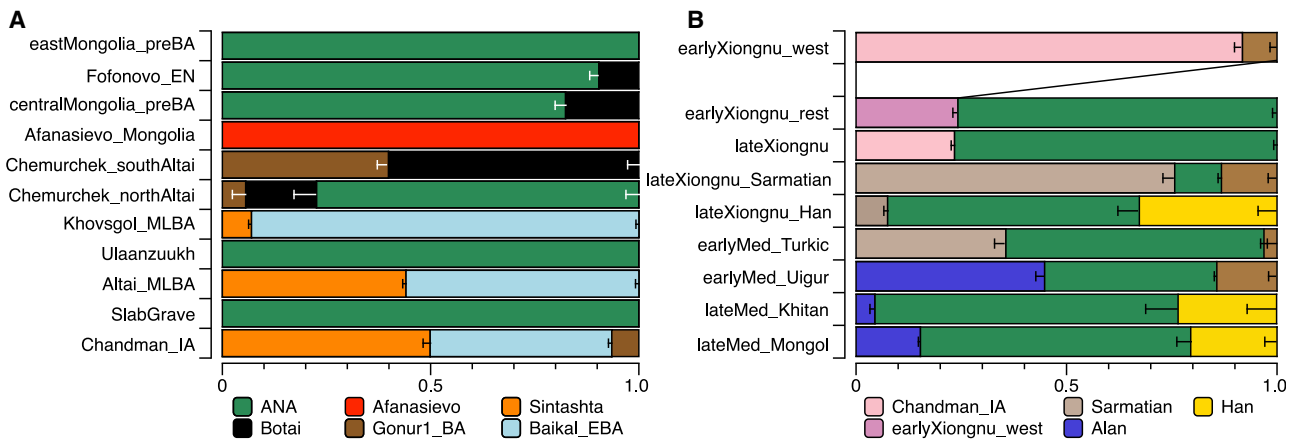 A
eastMongolia_preBA
Fofonovo_EN
centralMongolia_preBA
Afanasievo_Mongolia
Chemurchek_southAltai
Chemurchek_northAltai
Khovsgol_MLBA
Ulaanzuukh
Altai_MLBA
SlabGrave
Chandman_IA
0 0.5 1.0
ANA Afanasievo Sintashta
Botai Gonur1_BA Baikal_EBA
B
earlyXiongnu_west
earlyXiongnu_rest
lateXiongnu
lateXiongnu_Sarmatian
lateXiongnu_Han
earlyMed_Turkic
earlyMed_Uigur
lateMed_Khitan
lateMed_Mongol
0 0.5 1.0
Chandman_IA Sarmatian Han
earlyXiongnu_west Alan